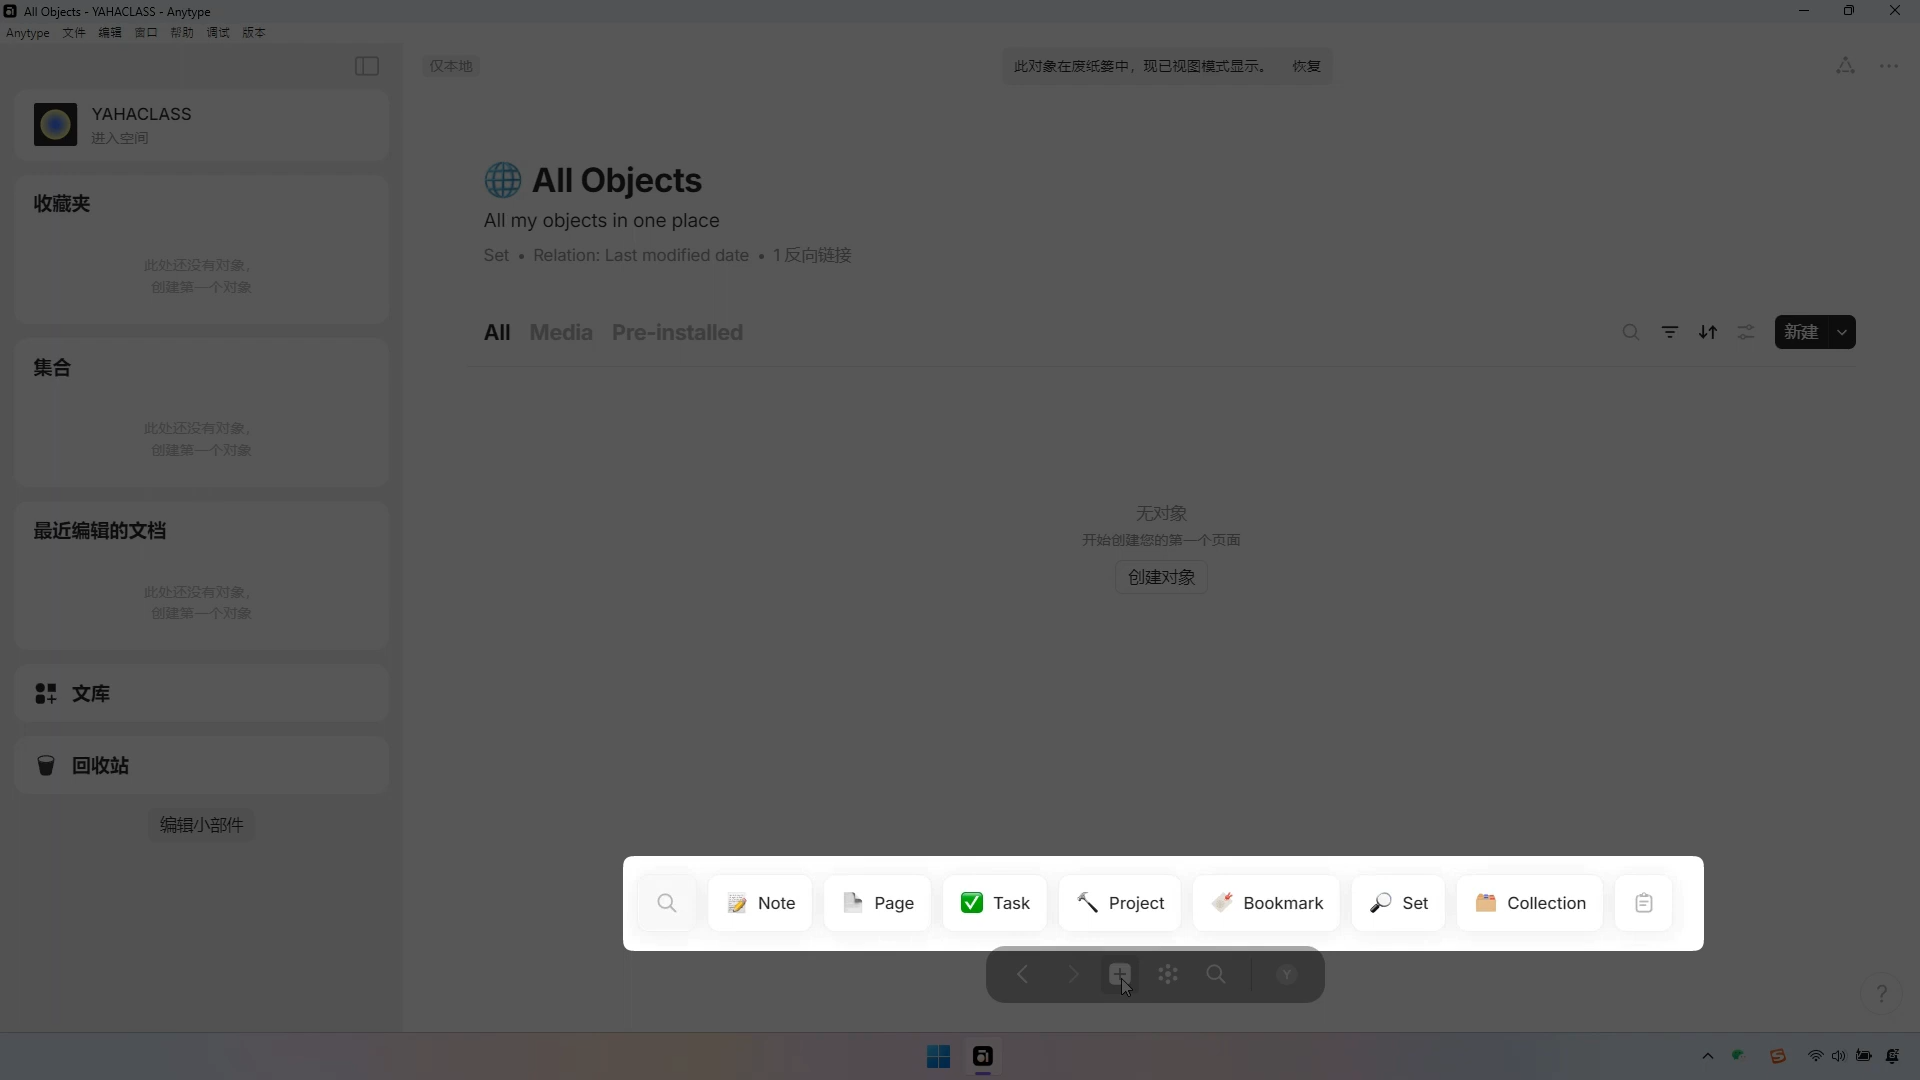 All Objects - YAHACLASS - Anytype
Anytype 文件 编辑 窗口 帮助 调试 版本
仅本地
此对象在废纸篓中，现已视图模式显示。 恢复
YAHACLASS
进入空间
收藏夹
此处还没有对象，
创建第一个对象
集合
此处还没有对象，
创建第一个对象
最近编辑的文档
此处还没有对象，
创建第一个对象
文库
回收站
编辑小部件
All Objects
All my objects in one place
Set • Relation: Last modified date • 1 反向链接
All Media Pre-installed
新建
无对象
开始创建您的第一个页面
创建对象
Note Page Task Project Bookmark Set Collection
Y
?